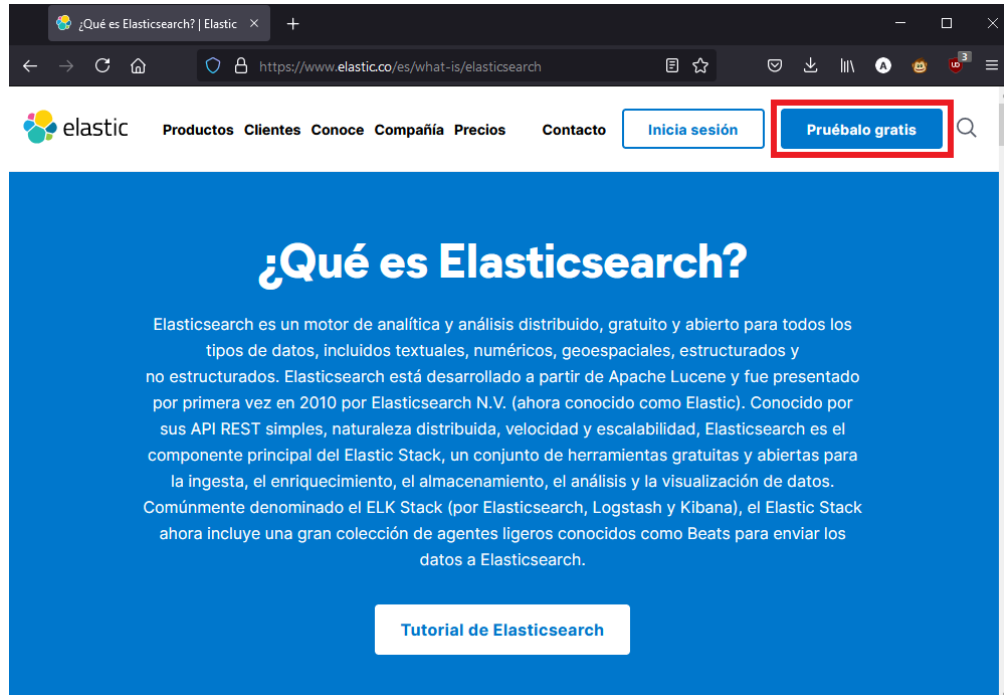 ¿Qué es Elasticsearch? | Elastic
https://www.elastic.co/es/what-is/elasticsearch
A
UD
3
elastic
Productos Clientes Conoce Compañía Precios Contacto Inicia sesión Pruébalo gratis
¿Qué es Elasticsearch?
Elasticsearch es un motor de analítica y análisis distribuido, gratuito y abierto para todos los
tipos de datos, incluidos textuales, numéricos, geoespaciales, estructurados y
no estructurados. Elasticsearch está desarrollado a partir de Apache Lucene y fue presentado
por primera vez en 2010 por Elasticsearch N.V. (ahora conocido como Elastic). Conocido por
sus API REST simples, naturaleza distribuida, velocidad y escalabilidad, Elasticsearch es el
componente principal del Elastic Stack, un conjunto de herramientas gratuitas y abiertas para
la ingesta, el enriquecimiento, el almacenamiento, el análisis y la visualización de datos.
Comúnmente denominado el ELK Stack (por Elasticsearch, Logstash y Kibana), el Elastic Stack
ahora incluye una gran colección de agentes ligeros conocidos como Beats para enviar los
datos a Elasticsearch.
Tutorial de Elasticsearch